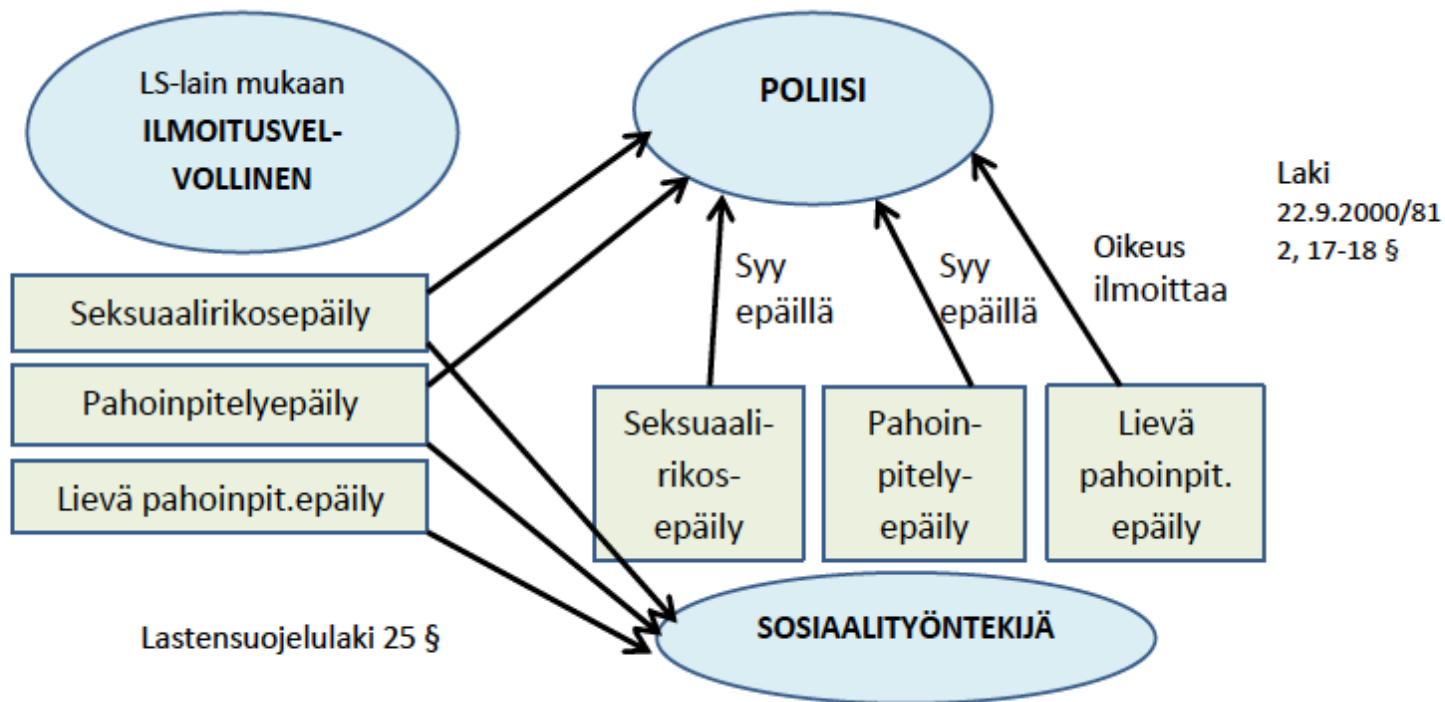 LS-lain mukaan
ILMOITUSVEL-
VOLLINEN
POLIISI
Laki
22.9.2000/81
2, 17-18 §
Oikeus
ilmoittaa
Syy
epäillä
Syy
epäillä
Seksuaalirikosepäily
Pahoinpitelyepäily
Lievä pahoinpit.epäily
Seksuaali-
rikos-
epäily
Pahoin-
pitely-
epäily
Lievä
pahoinpit.
epäily
SOSIAALITYÖNTEKIJÄ
Lastensuojelulaki 25 §